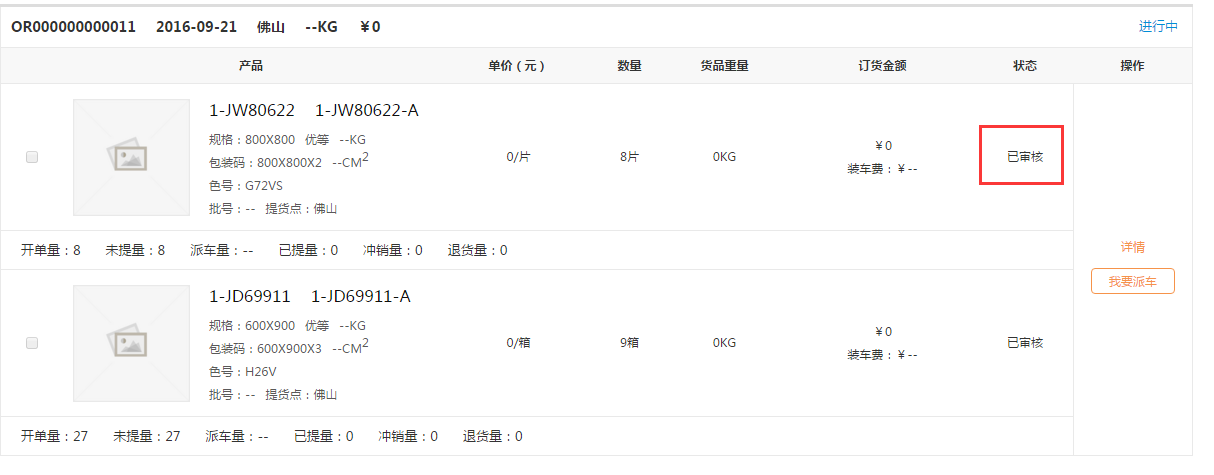 OR000000000011 2016-09-21 佛山 --KG ￥0 进行中
产品 单价（元） 数量 货品重量 订货金额 状态 操作
1-JW80622 1-JW80622-A
规格：800X800 优等 --KG
包装码：800X800X2 --CM2
色号：G72VS
批号：-- 提货点：佛山
0/片 8片 0KG
￥0
装车费：￥--
已审核
开单量：8 未提量：8 派车量：-- 已提量：0 冲销量：0 退货量：0
详情
我要派车
1-JD69911 1-JD69911-A
规格：600X900 优等 --KG
包装码：600X900X3 --CM2
色号：H26V
批号：-- 提货点：佛山
0/箱 9箱 0KG
￥0
装车费：￥--
已审核
开单量：27 未提量：27 派车量：-- 已提量：0 冲销量：0 退货量：0